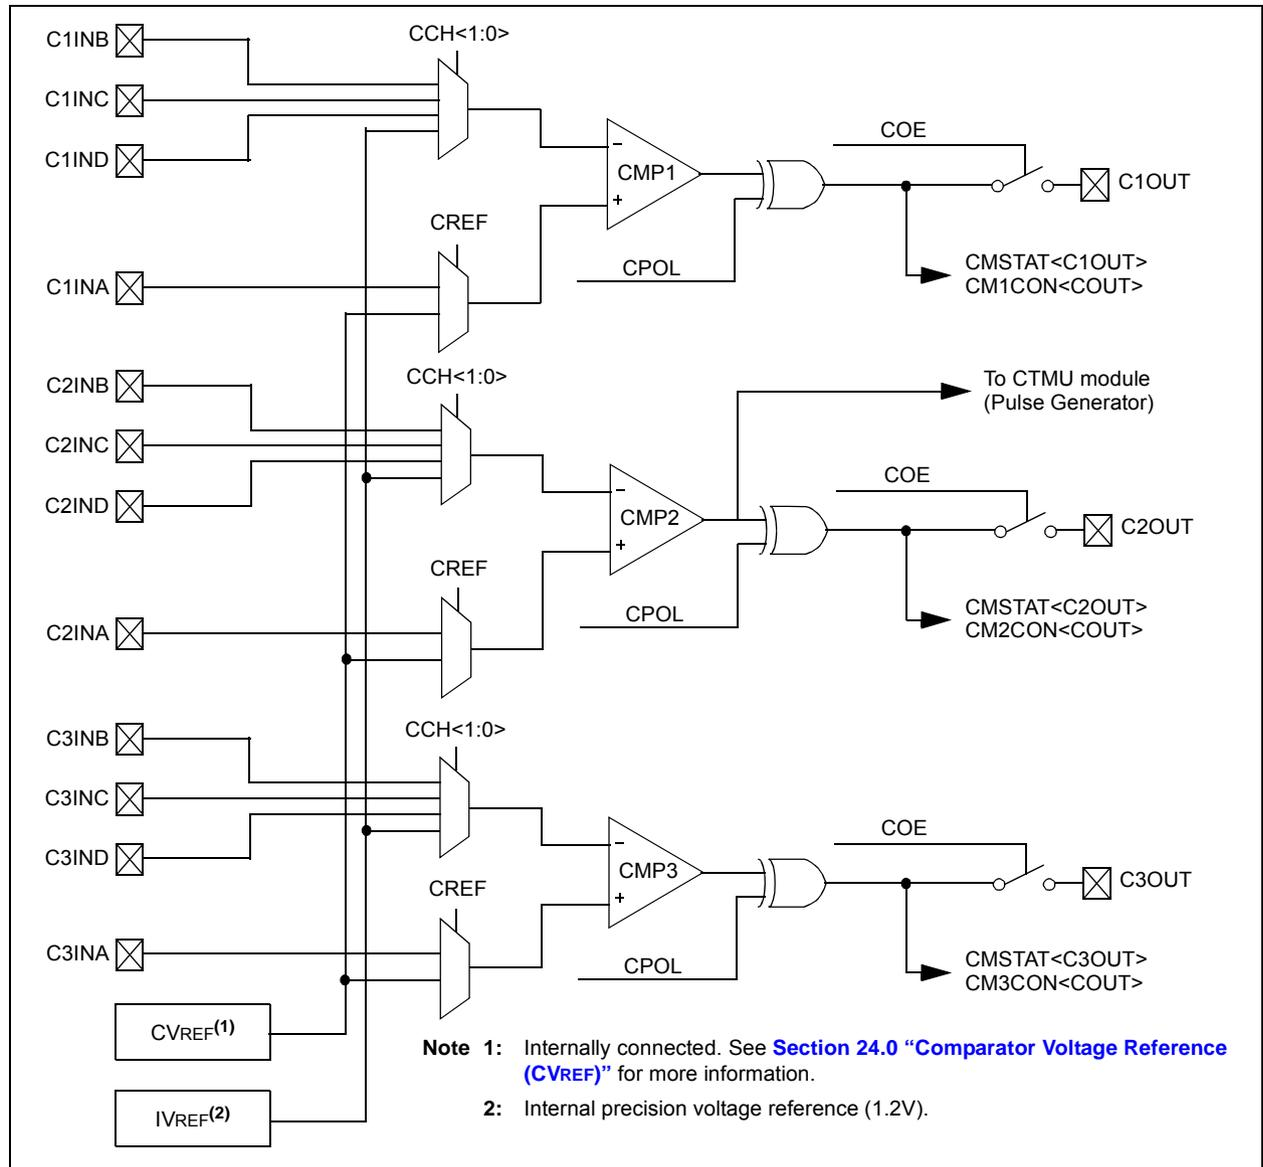 C1INB
CCH<1:0>
C1INC
C1IND
COE
CMP1
C1OUT
CREF
CPOL
CMSTAT<C1OUT>
CM1CON<COUT>
C1INA
C2INB
CCH<1:0>
To CTMU module
(Pulse Generator)
C2INC
C2IND
COE
CMP2
C2OUT
CREF
CPOL
CMSTAT<C2OUT>
CM2CON<COUT>
C2INA
C3INB
CCH<1:0>
C3INC
C3IND
COE
CMP3
C3OUT
CREF
CPOL
CMSTAT<C3OUT>
CM3CON<COUT>
C3INA
CVREF(1)
IVREF(2)
Note 1: Internally connected. See Section 24.0 “Comparator Voltage Reference
(CVREF)” for more information.
2: Internal precision voltage reference (1.2V).